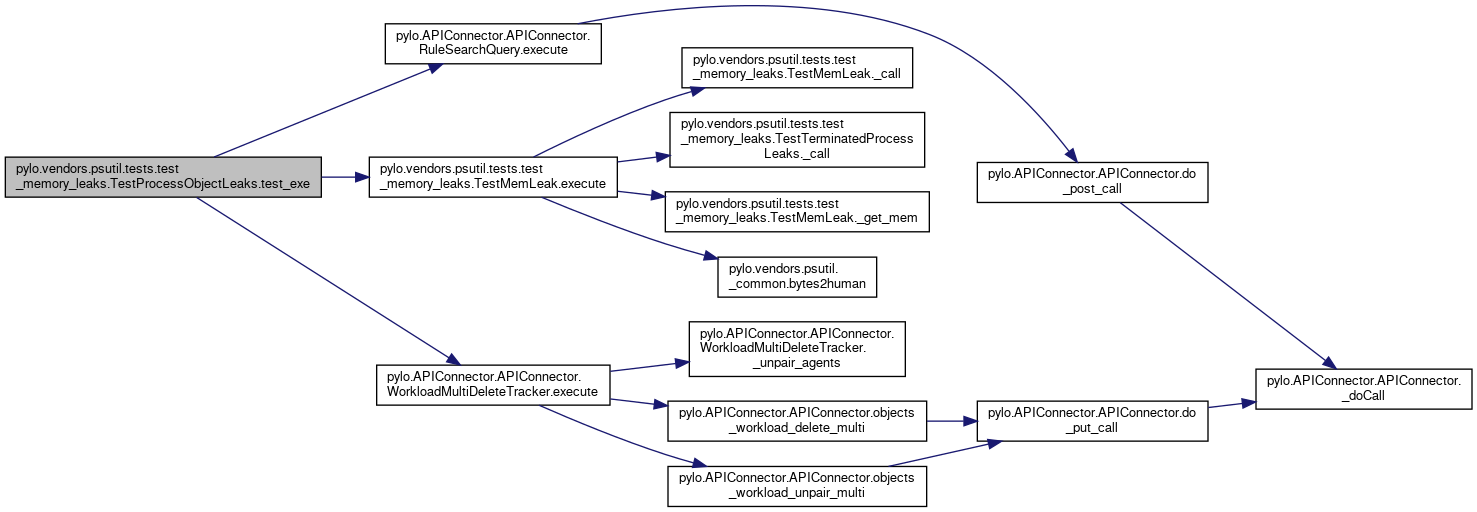 pylo.vendors.psutil.tests.test
_memory_leaks.TestProcessObjectLeaks.test_exe
pylo.APIConnector.APIConnector.
RuleSearchQuery.execute
pylo.vendors.psutil.tests.test
_memory_leaks.TestMemLeak.execute
pylo.APIConnector.APIConnector.
WorkloadMultiDeleteTracker.execute
pylo.vendors.psutil.tests.test
_memory_leaks.TestMemLeak._call
pylo.vendors.psutil.tests.test
_memory_leaks.TestTerminatedProcess
Leaks._call
pylo.vendors.psutil.tests.test
_memory_leaks.TestMemLeak._get_mem
pylo.vendors.psutil.
_common.bytes2human
pylo.APIConnector.APIConnector.
WorkloadMultiDeleteTracker.
_unpair_agents
pylo.APIConnector.APIConnector.objects
_workload_delete_multi
pylo.APIConnector.APIConnector.objects
_workload_unpair_multi
pylo.APIConnector.APIConnector.do
_post_call
pylo.APIConnector.APIConnector.do
_put_call
pylo.APIConnector.APIConnector.
_doCall